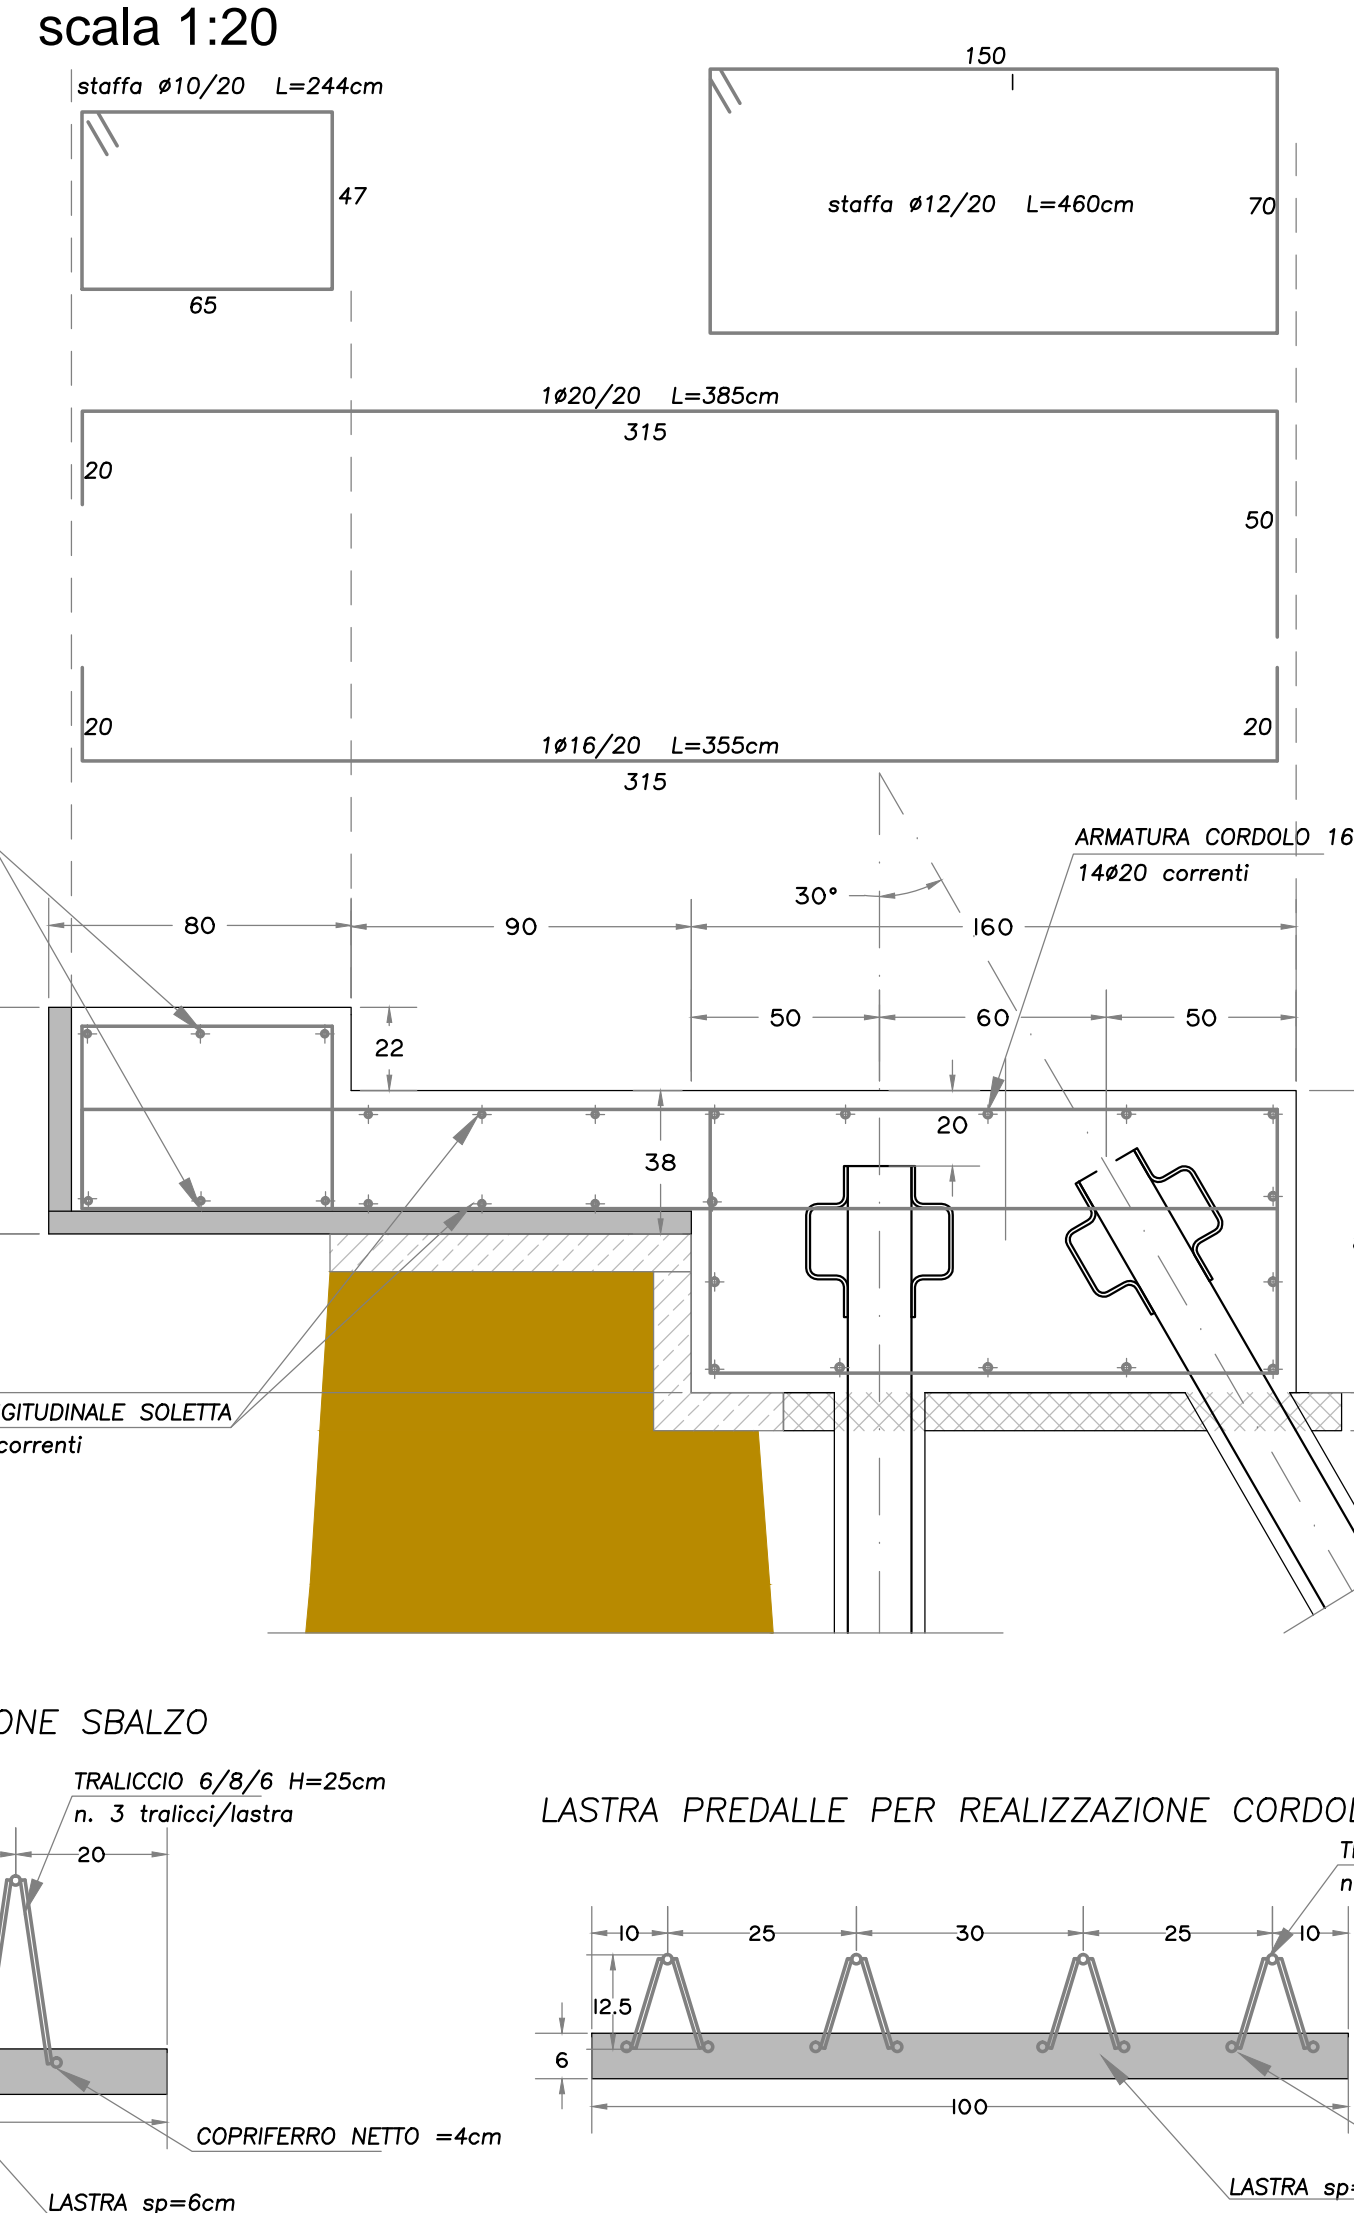 scala 1:20
150
staffa ø10/20 L=244cm
47
staffa ø12/20 L=460cm
70
65
1ø20/20 L=385cm
315
20
50
20
1ø16/20 L=355cm
20
315
ARMATURA CORDOLO 16
14ø20 correnti
30°
80
90
160
50
60
50
22
20
38
GITUDINALE SOLETTA
correnti
ONE SBALZO
TRALICCIO 6/8/6 H=25cm
n. 3 tralicci/lastra
20
LASTRA PREDALLE PER REALIZZAZIONE CORDOL
n
10
25
30
25
10
12.5
6
100
COPRIFERRO NETTO =4cm
LASTRA sp=
LASTRA sp=6cm